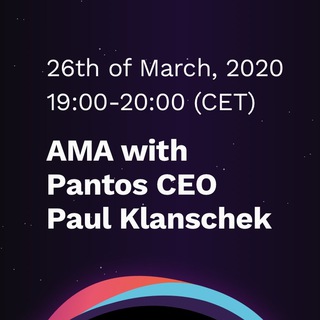 26th of March, 2020
19:00-20:00 (CET)
AMA with
Pantos CEO
Paul Klanschek